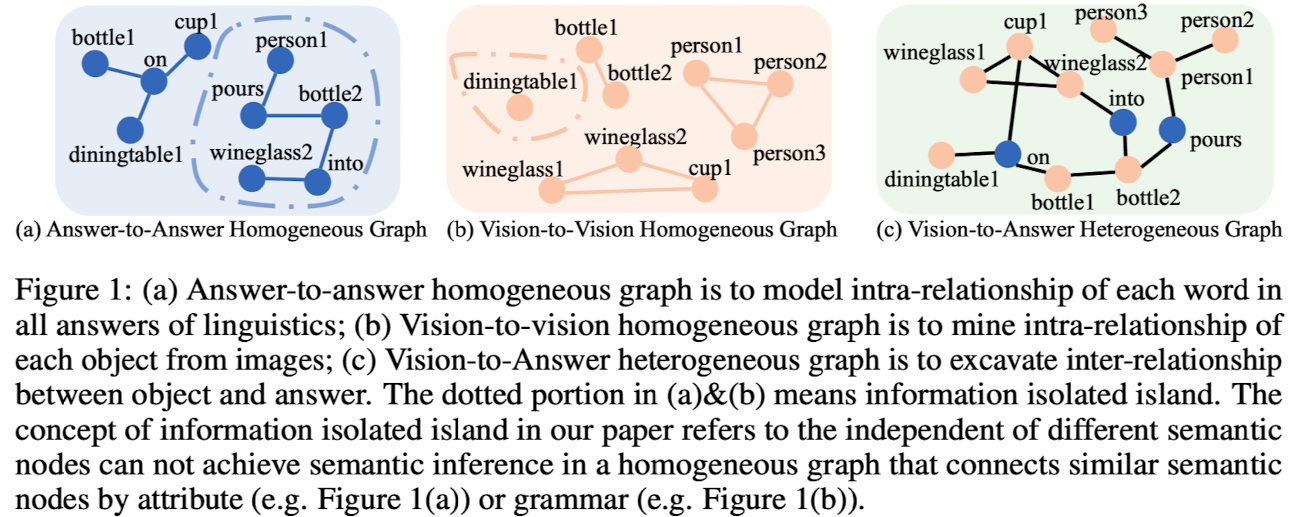 bottle1
cup1
on
diningtable1
person1
pours
bottle2
wineglass2
into
bottle1
diningtable1
bottle2
person1
person2
person3
wineglass2
wineglass1
cup1
cup1
person3
person2
wineglass1
wineglass2
person1
into
pours
on
diningtable1
bottle1
bottle2
(a) Answer-to-Answer Homogeneous Graph
(b) Vision-to-Vision Homogeneous Graph
(c) Vision-to-Answer Heterogeneous Graph
Figure 1: (a) Answer-to-answer homogeneous graph is to model intra-relationship of each word in
all answers of linguistics; (b) Vision-to-vision homogeneous graph is to mine intra-relationship of
each object from images; (c) Vision-to-Answer heterogeneous graph is to excavate inter-relationship
between object and answer. The dotted portion in (a)&(b) means information isolated island. The
concept of information isolated island in our paper refers to the independent of different semantic
nodes can not achieve semantic inference in a homogeneous graph that connects similar semantic
nodes by attribute (e.g. Figure 1(a)) or grammar (e.g. Figure 1(b)).